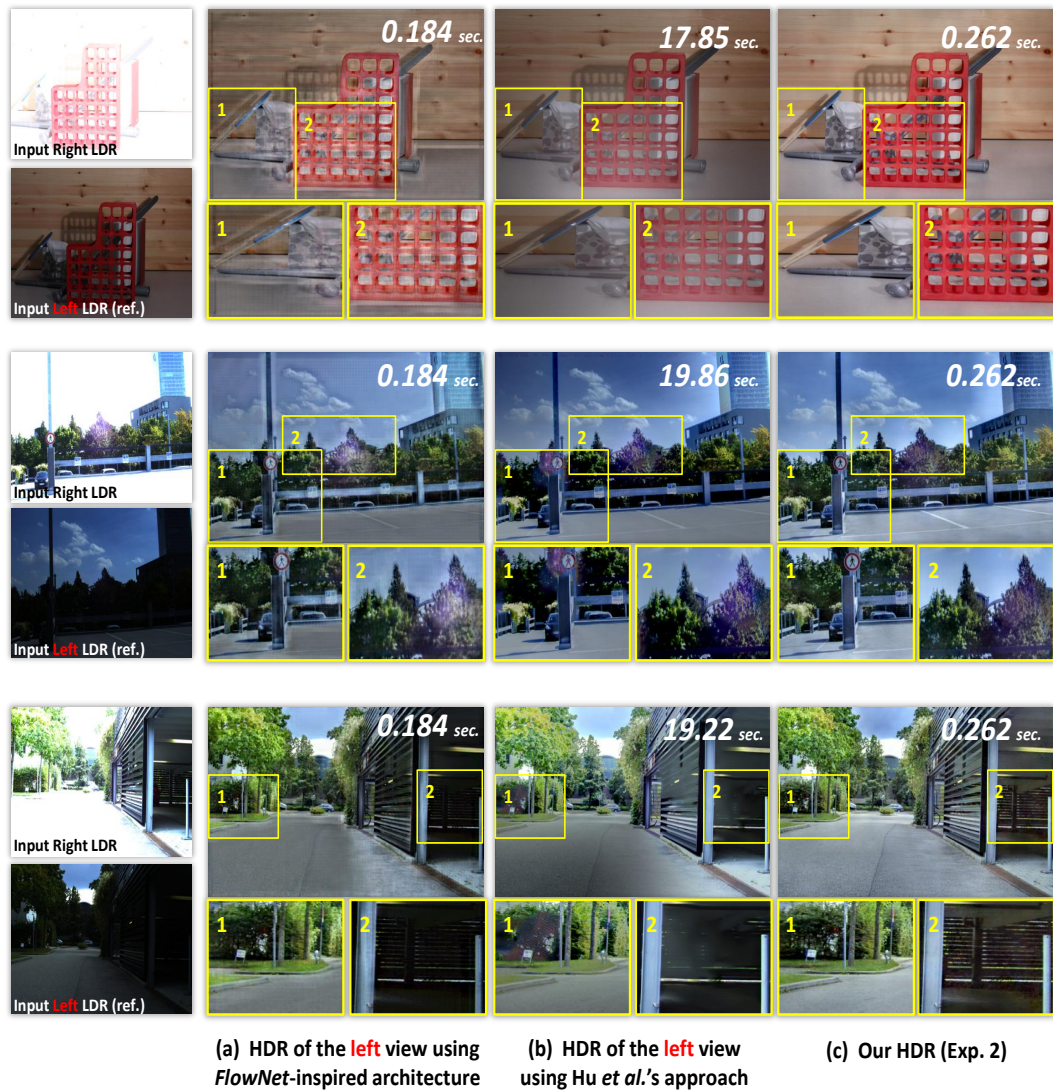 0.184 sec.
17.85 sec.
0.262 sec.
1
2
1
2
1
2
Input Right LDR
1
2
1
2
1
2
Input Left LDR (ref.)
0.184 sec.
19.86 sec.
0.262 sec.
2
2
2
1
1
1
Input Right LDR
1
2
1
2
1
2
Input Left LDR (ref.)
0.184 sec.
19.22 sec.
0.262 sec.
1
2
1
2
1
2
Input Right LDR
1
2
1
2
1
2
Input Left LDR (ref.)
(a) HDR of the left view using
FlowNet-inspired architecture
(b) HDR of the left view
using Hu et al.'s approach
(c) Our HDR (Exp. 2)